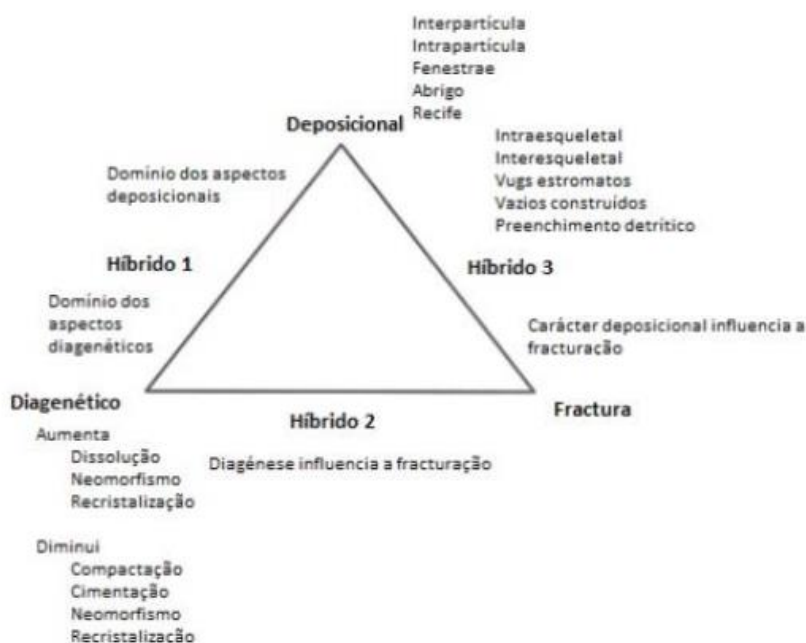 Interpartícula
Intrapartícula
Fenestrae
Abrigo
Recife
Deposicional
Intraesqueletal
Interesqueletal
Vugs estromatos
Vazios construídos
Preenchimento detrítico
Domínio dos aspectos
deposicionais
Híbrido 1
Híbrido 3
Domínio dos
aspectos
diagenéticos
Carácter deposicional influencia a
fracturação
Diagenético
Fractura
Híbrido 2
Aumenta
Dissolução
Neomorfismo
Recristalização
Diagénese influencia a fracturação
Diminui
Compactação
Cimentação
Neomorfismo
Recristalização